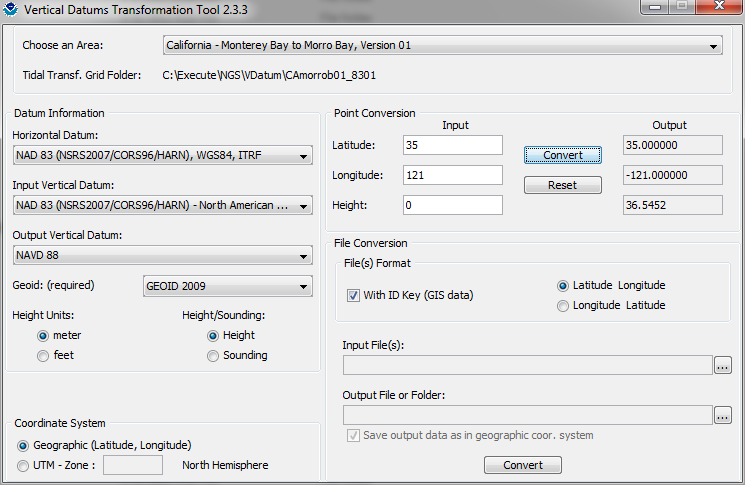 Vertical Datums Transformation Tool 2.3.3
Choose an Area: California - Monterey Bay to Morro Bay, Version 01
Tidal Transf. Grid Folder: C:\Execute\NGS\VDatum\CAmorrob01_8301
Datum Information
Horizontal Datum:
NAD 83 (NSRS2007/CORS96/HARN), WGS84, ITRF
Input Vertical Datum:
NAD 83 (NSRS2007/CORS96/HARN) - North American ...
Output Vertical Datum:
NAVD 88
Geoid: (required) GEOID 2009
Height Units: Height/Sounding:
meter Height
feet Sounding
Coordinate System
Geographic (Latitude, Longitude)
UTM - Zone : North Hemisphere
Point Conversion
Input Output
Latitude: 35 Convert 35.000000
Longitude: 121 Reset -121.000000
Height: 0 36.5452
File Conversion
File(s) Format
With ID Key (GIS data)
Latitude Longitude
Longitude Latitude
Input File(s):
...
Output File or Folder:
...
Save output data as in geographic coor. system
Convert